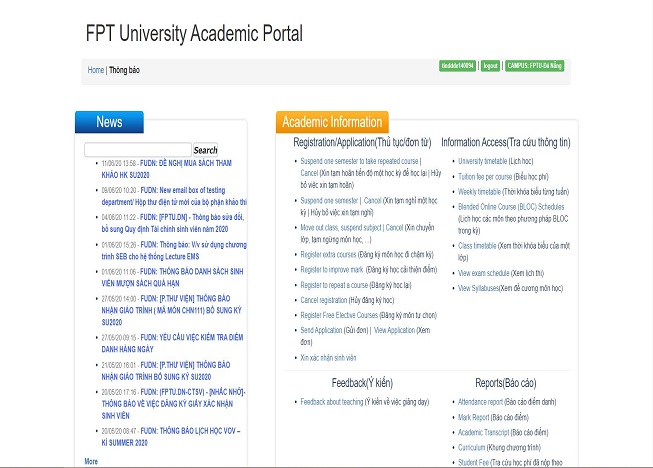 FPT University Academic Portal
Home | Thông báo
tinddde140094 | logout | CAMPUS: FPTU-Đà Nẵng
News
Search
11/06/20 13:58 - FUDN: ĐỀ NGHỊ MUA SÁCH THAM
KHẢO HK SU2020
09/06/20 10:20 - FUDN: New email box of testing
department/ Hộp thư điện tử mới của bộ phận khảo thí
04/06/20 11:22 - (FPTU.DN) - Thông báo sửa đổi,
bổ sung Quy định Tài chính sinh viên năm 2020
01/06/20 15:26 - FUDN: Thông báo: V/v sử dụng chương
trình SEB cho hệ thống Lecture EMS
01/06/20 11:06 - FUDN: THÔNG BÁO DANH SÁCH SINH
VIÊN MƯỢN SÁCH QUÁ HẠN
27/05/20 14:00 - FUDN: [P.THƯ VIỆN] THÔNG BÁO
NHẬN GIÁO TRÌNH ( MÃ MÔN CHN111) BỔ SUNG KỲ
SU2020
27/05/20 09:15 - FUDN: YÊU CẦU VIỆC KIỂM TRA ĐIỂM
DANH HÀNG NGÀY
21/05/20 16:01 - FUDN: [P.THƯ VIỆN] THÔNG BÁO
NHẬN GIÁO TRÌNH BỔ SUNG KỲ SU2020
20/05/20 17:16 - FUDN: (FPTU.DN-CTSV) - [NHẮC NHỞ]-
THÔNG BÁO VỀ VIỆC ĐĂNG KÝ GIẤY XÁC NHẬN
SINH VIÊN
20/05/20 08:47 - FUDN: THÔNG BÁO LỊCH HỌC VOV –
KÌ SUMMER 2020
More
Academic Information
Registration/Application(Thủ tục/đơn từ)
Suspend one semester to take repeated course |
Cancel (Xin tạm hoãn tiến độ một học kỳ để học lại | Hủy
bỏ việc xin tạm hoãn)
Suspend one semester | Cancel (Xin tạm nghỉ một học
kỳ | Hủy bỏ việc xin tạm nghỉ)
Move out class, suspend subject | Cancel (Xin chuyển
lớp, tạm ngừng môn học, ...)
Register extra courses (Đăng ký môn học đi chậm kỳ)
Register to improve mark (Đăng ký học cải thiện điểm)
Register to repeat a course (Đăng ký học lại)
Cancel registration (Hủy đăng ký học)
Register Free Elective Courses (Đăng ký môn tự chọn)
Send Application (Gửi đơn) | View Application (Xem
đơn)
Xin xác nhận sinh viên
Information Access(Tra cứu thông tin)
University timetable (Lịch học)
Tuition fee per course (Biểu học phí)
Weekly timetable (Thời khóa biểu từng tuần)
Blended Online Course (BLOC) Schedules
(Lịch học các môn theo phương pháp BLOC
trong kỳ)
Class timetable (Xem thời khóa biểu của một
lớp)
View exam schedule (Xem lịch thi)
View Syllabuses(Xem đề cương môn học)
Feedback(Ý kiến)
Feedback about teaching (Ý kiến về việc giảng dạy)
Reports(Báo cáo)
Attendance report (Báo cáo điểm danh)
Mark Report (Báo cáo điểm)
Academic Transcript (Báo cáo điểm)
Curriculum (Khung chương trình)
Student Fee (Tra cứu học phí đã nộp theo